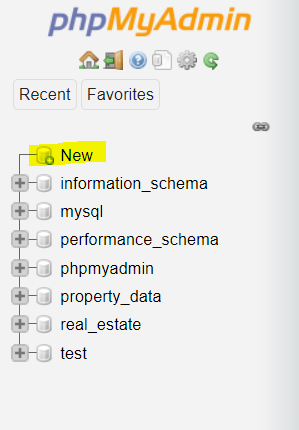 phpMyAdmin
Recent Favorites
New
information_schema
mysql
performance_schema
phpmyadmin
property_data
real_estate
test